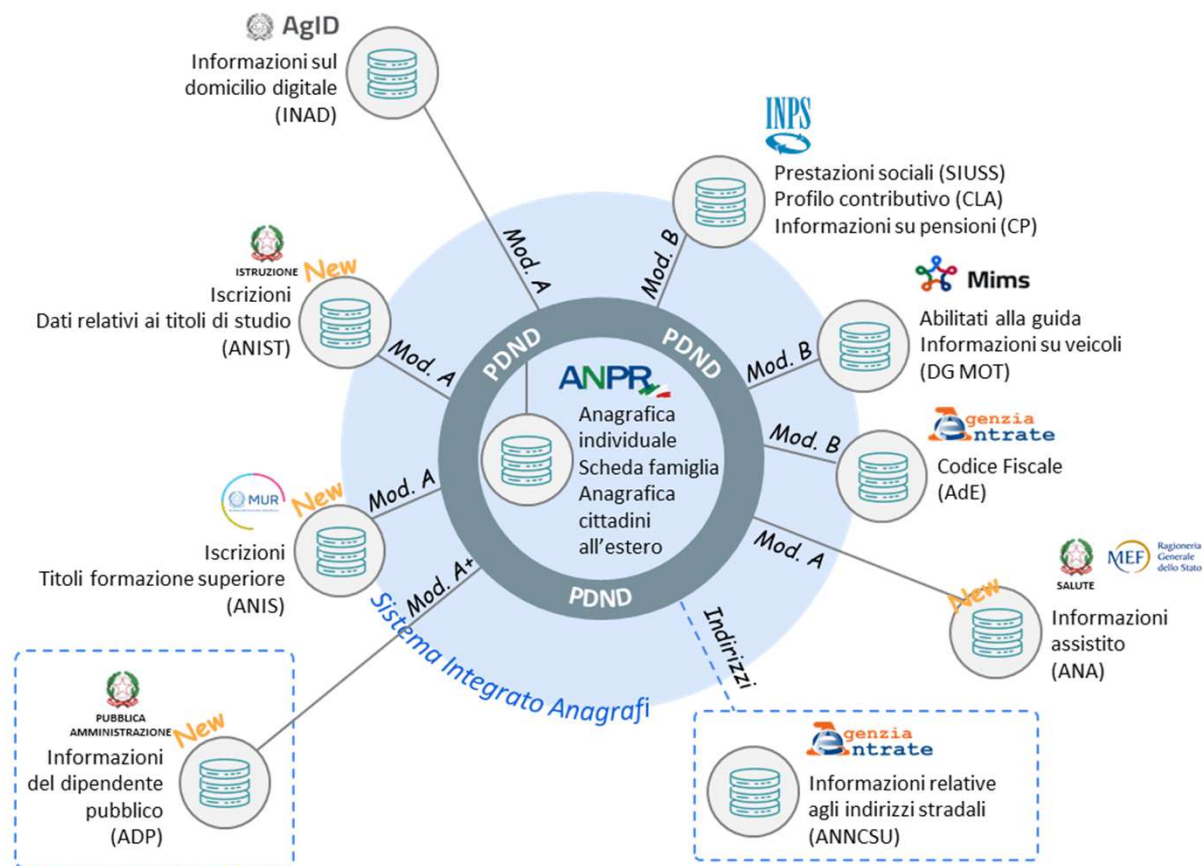 AgID
Informazioni sul
domicilio digitale
(INAD)
INPS
Prestazioni sociali (SIUSS)
Profilo contributivo (CLA)
Informazioni su pensioni (CP)
Mod. A
Mod. B
ISTRUZIONE
New
Iscrizioni
Dati relativi ai titoli di studio
(ANIST)
Mod. A
Mims
Abilitati alla guida
Informazioni su veicoli
(DG MOT)
Mod. B
PDND
PDND
ANPR
Anagrafica
individuale
Scheda famiglia
Anagrafica
cittadini
all'estero
PDND
Agenzia
Entrate
Codice Fiscale
(AdE)
Mod. B
MUR
New
Iscrizioni
Titoli formazione superiore
(ANIS)
Mod. A
Mod. A
SALUTE
MEF
Ragioneria
Generale
dello Stato
New
Informazioni
assistito
(ANA)
Mod. A+
Sistema Integrato Anagrafi
Indirizzi
PUBBLICA
AMMINISTRAZIONE
New
Informazioni
del dipendente
pubblico
(ADP)
Agenzia
Entrate
Informazioni relative
agli indirizzi stradali
(ANNCSU)